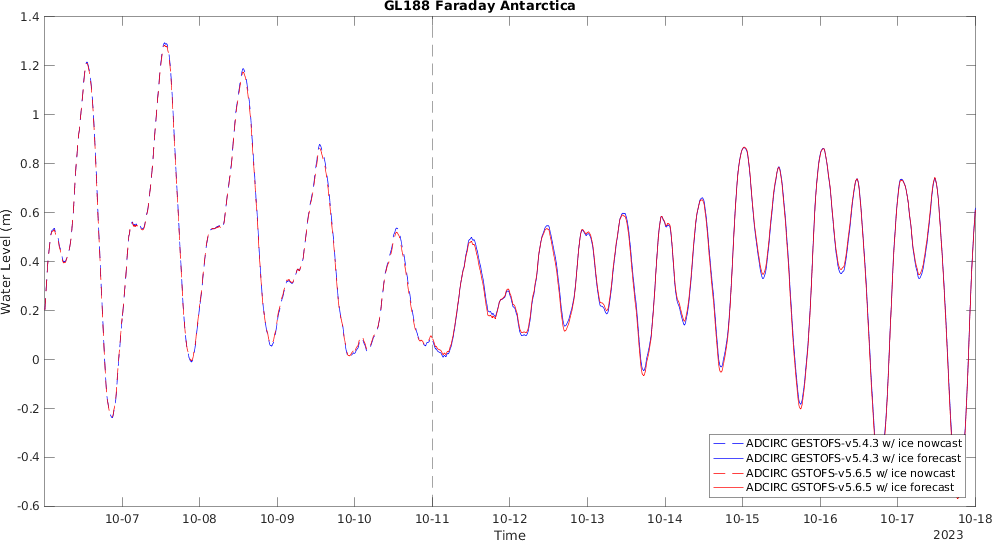 GL188 Faraday Antarctica
1.4
1.2
1
0.8
0.6
0.4
0.2
0
-0.2
-0.4
-0.6
Water Level (m)
ADCIRC GESTOFS-v5.4.3 w/ ice nowcast
ADCIRC GESTOFS-v5.4.3 w/ ice forecast
ADCIRC GSTOFS-v5.6.5 w/ ice nowcast
ADCIRC GSTOFS-v5.6.5 w/ ice forecast
10-07 10-08 10-09 10-10 10-11 10-12 10-13 10-14 10-15 10-16 10-17 10-18
Time
2023